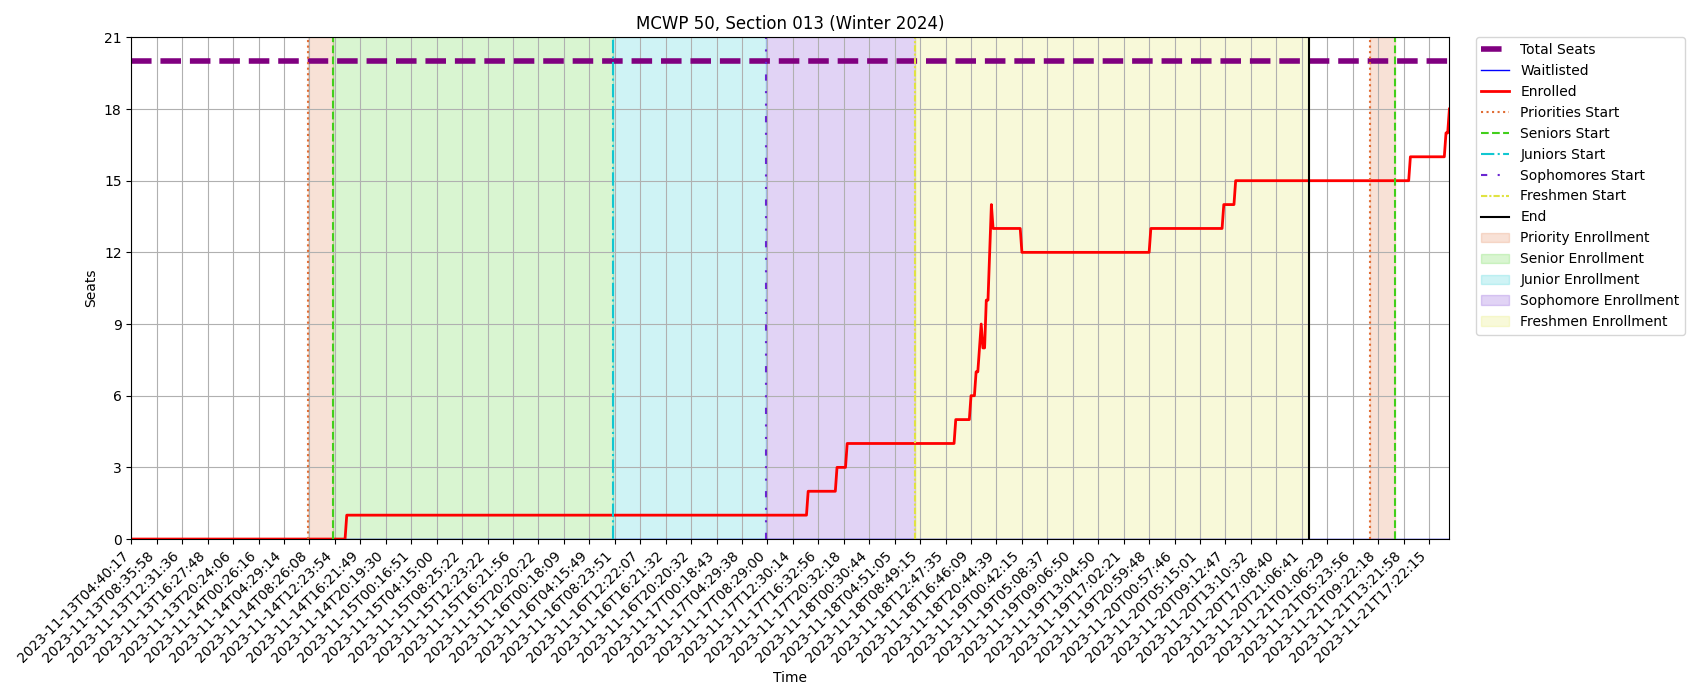 MCWP 50, Section 013 (Winter 2024)
21
18
15
12
9
6
3
0
Seats
2023-11-13T04:40:17
2023-11-13T08:35:58
2023-11-13T12:31:36
2023-11-13T16:27:48
2023-11-13T20:24:06
2023-11-14T00:26:16
2023-11-14T04:29:14
2023-11-14T08:26:08
2023-11-14T12:23:54
2023-11-14T16:21:49
2023-11-14T20:19:30
2023-11-15T00:16:51
2023-11-15T04:15:00
2023-11-15T08:25:22
2023-11-15T12:23:22
2023-11-15T16:21:56
2023-11-15T20:20:22
2023-11-16T00:18:09
2023-11-16T04:15:49
2023-11-16T08:23:51
2023-11-16T12:22:07
2023-11-16T16:21:32
2023-11-16T20:20:32
2023-11-17T00:18:43
2023-11-17T04:29:38
2023-11-17T08:29:00
2023-11-17T12:30:14
2023-11-17T16:32:56
2023-11-17T20:32:18
2023-11-18T00:30:44
2023-11-18T04:51:05
2023-11-18T08:49:15
2023-11-18T12:47:35
2023-11-18T16:46:09
2023-11-18T20:44:39
2023-11-19T00:42:15
2023-11-19T05:08:37
2023-11-19T09:06:50
2023-11-19T13:04:50
2023-11-19T17:02:21
2023-11-19T20:59:48
2023-11-20T00:57:46
2023-11-20T05:15:01
2023-11-20T09:12:47
2023-11-20T13:10:32
2023-11-20T17:08:40
2023-11-20T21:06:41
2023-11-21T01:06:29
2023-11-21T05:23:56
2023-11-21T09:22:18
2023-11-21T13:21:58
2023-11-21T17:22:15
Time
Total Seats
Waitlisted
Enrolled
Priorities Start
Seniors Start
Juniors Start
Sophomores Start
Freshmen Start
End
Priority Enrollment
Senior Enrollment
Junior Enrollment
Sophomore Enrollment
Freshmen Enrollment